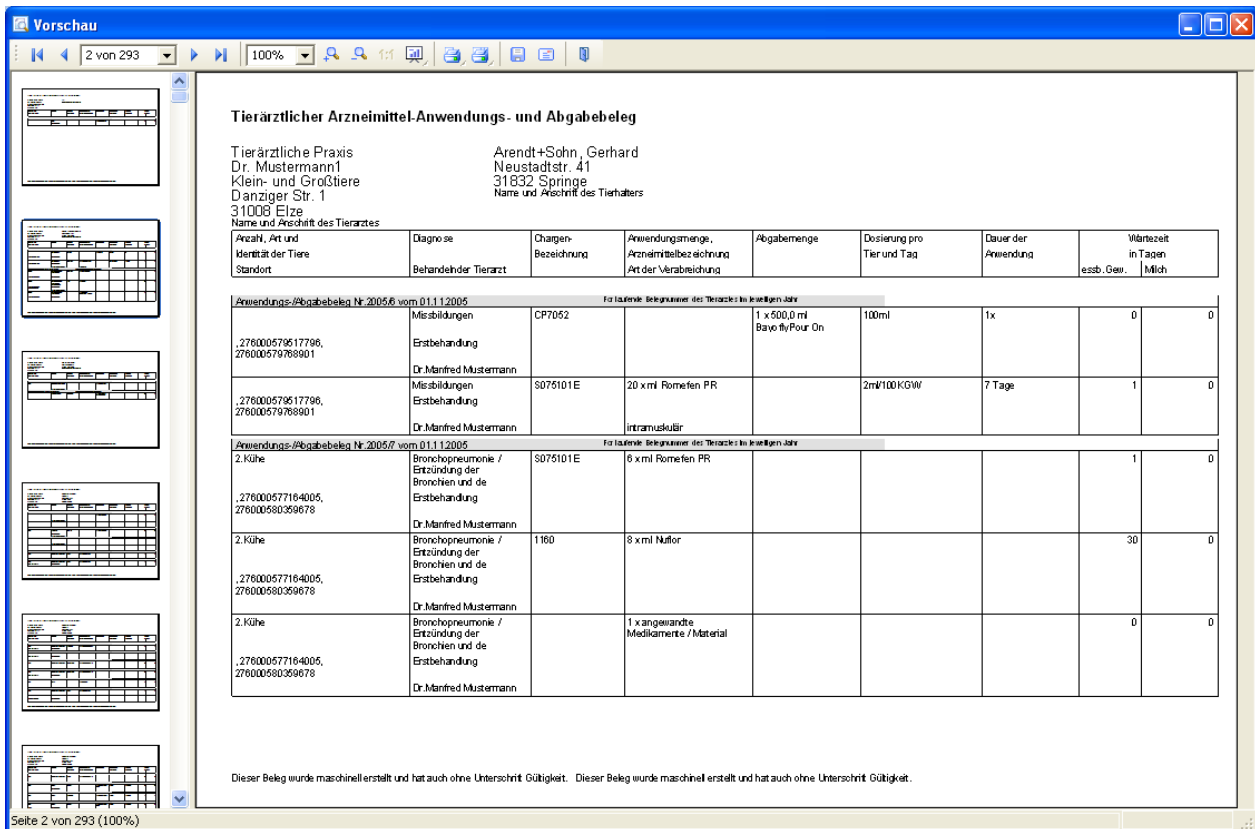 Vorschau
2 von 293 100% 1:1
Tierärztlicher Arzneimittel-Anwendungs- und Abgabebeleg
Tierärztliche Praxis
Dr. Mustermann1
Klein- und Großtiere
Danziger Str. 1
31008 Elze
Name und Anschrift des Tierarztes
Arendt+Sohn, Gerhard
Neustadtstr. 41
31832 Springe
Name und Anschrift des Tierhalters
Anzahl, Art und Diagnose Chargen- Anwendungsmenge, Abgabemenge Dosierung pro Dauer der Wartezeit
Identität der Tiere Bezeichnung Arzneimittelbezeichnung Tier und Tag Anwendung in Tagen
Standort Behandelnder Tierarzt Art der Verabreichung essb. Gew. Milch
Anwendungs-/Abgabebeleg Nr.2005/6 vom 01.11.2005 Fortlaufende Belegnummer des Tierarztes im jeweiligen Jahr
Missbildungen CP7052 1 x 500,0 ml 100ml 1x 0 0
Bayofly Pour On
,276000579517796, Erstbehandlung
276000579768901
Dr.Manfred Mustermann
Missbildungen S075101E 20 x ml Romefen PR 2ml/100 KGW 7 Tage 1 0
,276000579517796, Erstbehandlung
276000579768901
Dr.Manfred Mustermann intramuskulär
Anwendungs-/Abgabebeleg Nr.2005/7 vom 01.11.2005 Fortlaufende Belegnummer des Tierarztes im jeweiligen Jahr
2.Kühe Bronchopneumonie / S075101E 6 x ml Romefen PR 1 0
Entzündung der
Bronchien und de
,276000577164005, Erstbehandlung
276000580359678
Dr.Manfred Mustermann
2.Kühe Bronchopneumonie / 1160 8 x ml Nuflor 30 0
Entzündung der
Bronchien und de
,276000577164005, Erstbehandlung
276000580359678
Dr.Manfred Mustermann
2.Kühe Bronchopneumonie / 1 x angewandte 0 0
Entzündung der Medikamente / Material
Bronchien und de
,276000577164005, Erstbehandlung
276000580359678
Dr.Manfred Mustermann
Dieser Beleg wurde maschinell erstellt und hat auch ohne Unterschrift Gültigkeit. Dieser Beleg wurde maschinell erstellt und hat auch ohne Unterschrift Gültigkeit.
Seite 2 von 293 (100%)